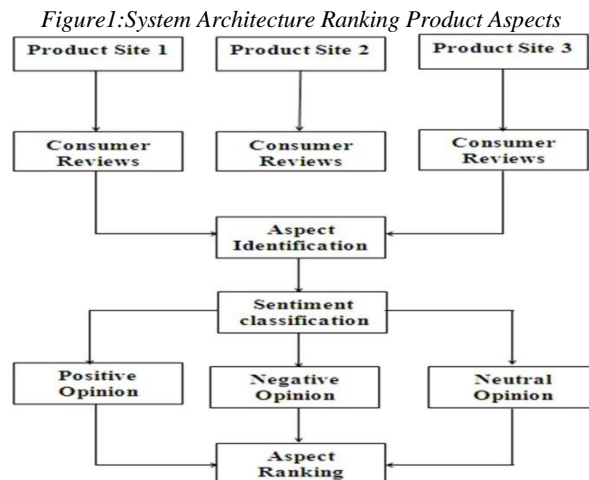 Figure1:System Architecture Ranking Product Aspects
Product Site 1
Product Site 2
Product Site 3
Consumer
Reviews
Consumer
Reviews
Consumer
Reviews
Aspect
Identification
Sentiment
classification
Positive
Opinion
Negative
Opinion
Neutral
Opinion
Aspect
Ranking